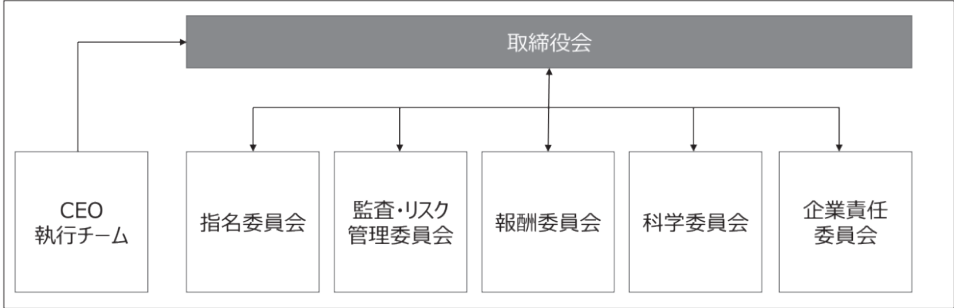 取締役会
CEO
執行チーム
指名委員会
監査・リスク
管理委員会
報酬委員会
科学委員会
企業責任
委員会